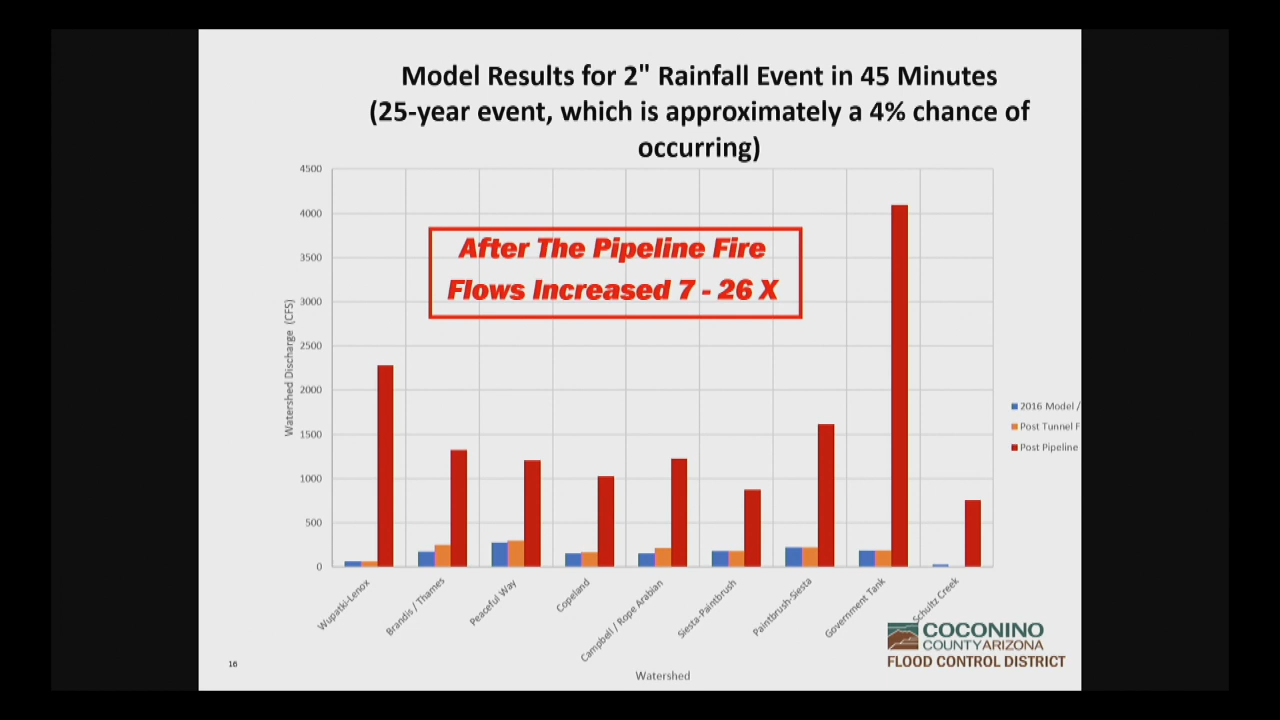 Model Results for 2" Rainfall Event in 45 Minutes
(25-year event, which is approximately a 4% chance of
occurring)
4500
4000
3500
3000
2500
2000
1500
1000
500
0
Watershed Discharge (CFS)
After The Pipeline Fire
Flows Increased 7 - 26 X
2016 Model /
Post Tunnel F
Post Pipeline
Wupatki-Lenox
Brandis / Thames
Peaceful Way
Copeland
Campbell / Rope Arabian
Siesta-Paintbrush
Paintbrush-Siesta
Government Tank
Schultz Creek
Watershed
16
COCONINO
COUNTY ARIZONA
FLOOD CONTROL DISTRICT